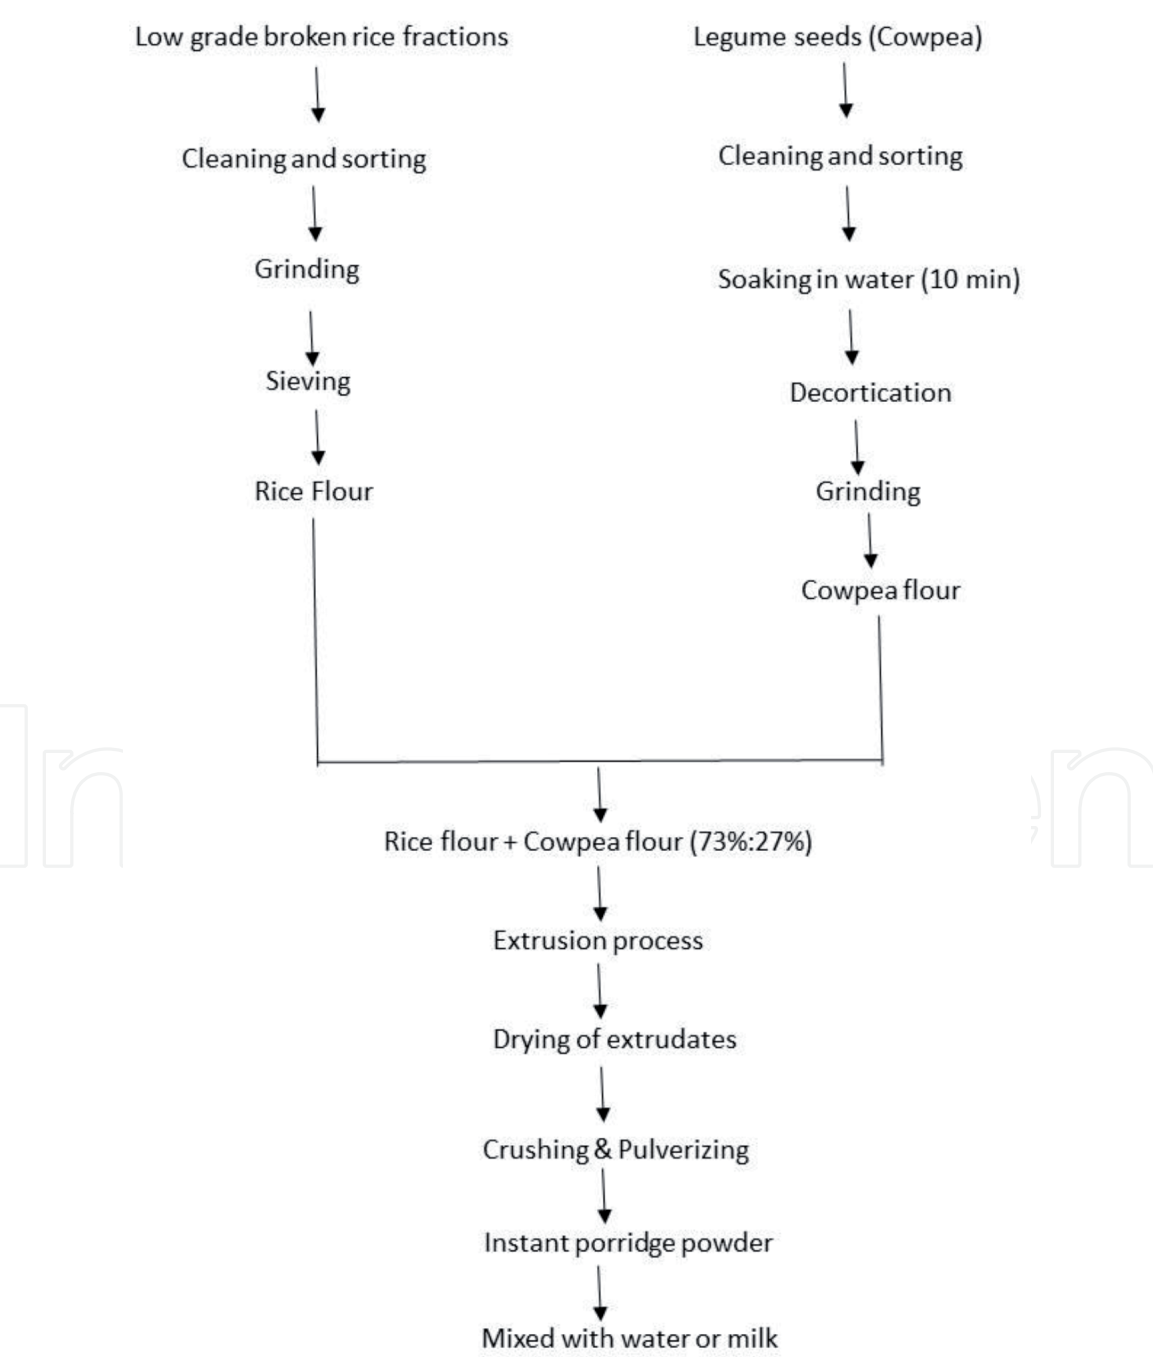 Low grade broken rice fractions
Cleaning and sorting
Grinding
Sieving
Rice Flour
Legume seeds (Cowpea)
Cleaning and sorting
Soaking in water (10 min)
Decortication
Grinding
Cowpea flour
Rice flour + Cowpea flour (73%:27%)
Extrusion process
Drying of extrudates
Crushing & Pulverizing
Instant porridge powder
Mixed with water or milk